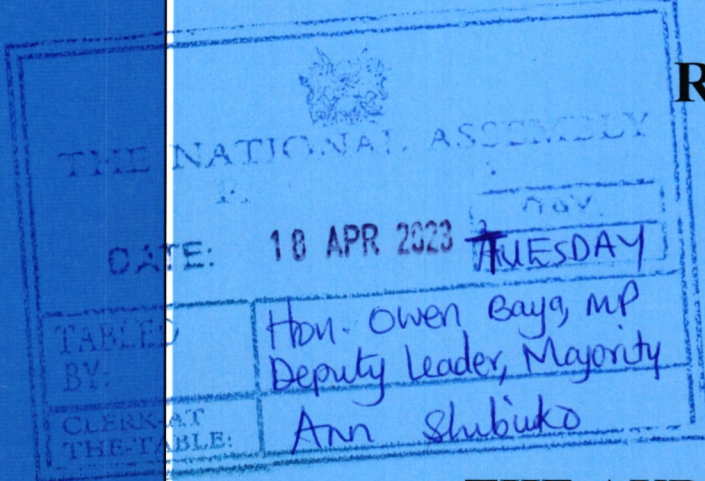 R
THE NATIONAL ASSEMBLY
DAY
DATE: 18 APR 2023 TUESDAY
TABLED BY: Hon. Owen Baya, MP
Deputy Leader, Majority
CLERK-AT THE-TABLE: Ann Shibuko